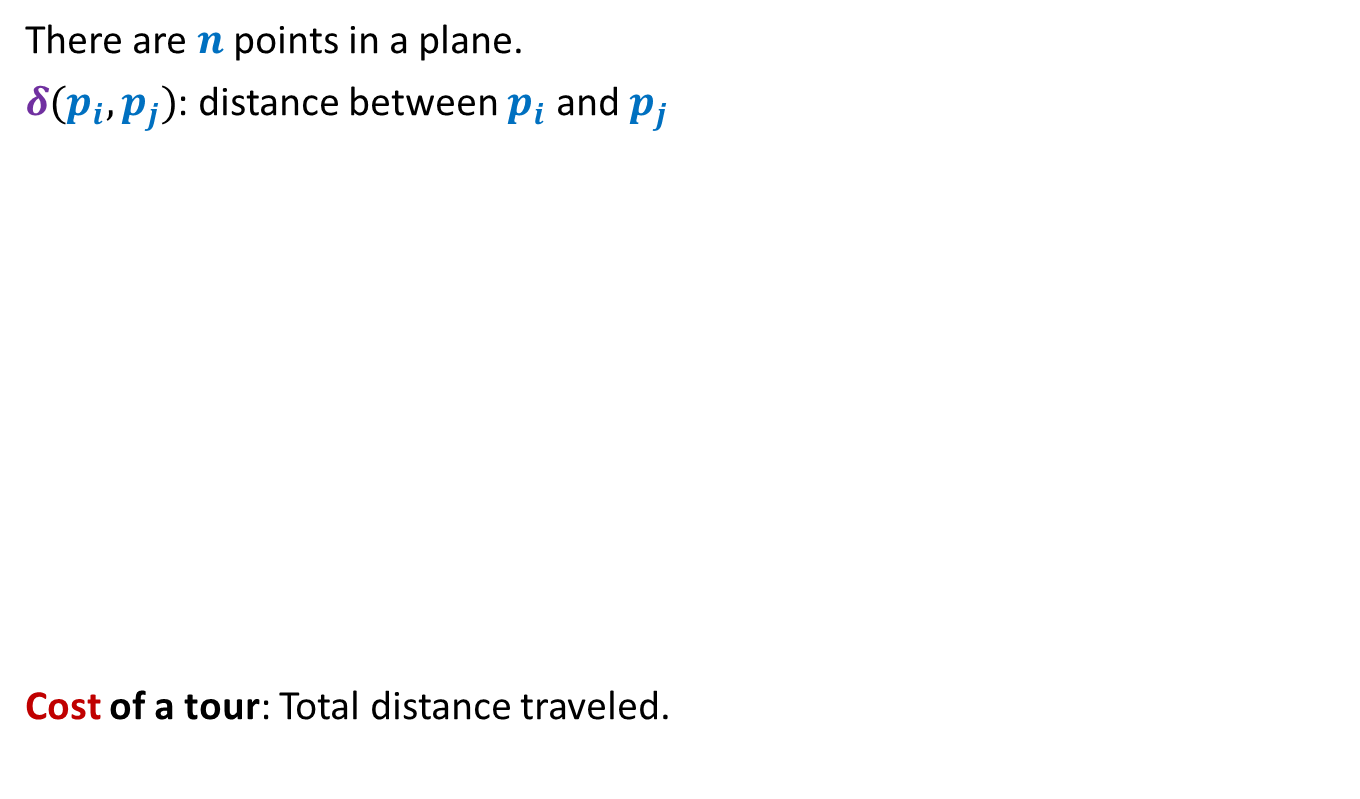 There are n points in a plane.
δ(pᵢ, pⱼ): distance between pᵢ and pⱼ
Cost of a tour: Total distance traveled.